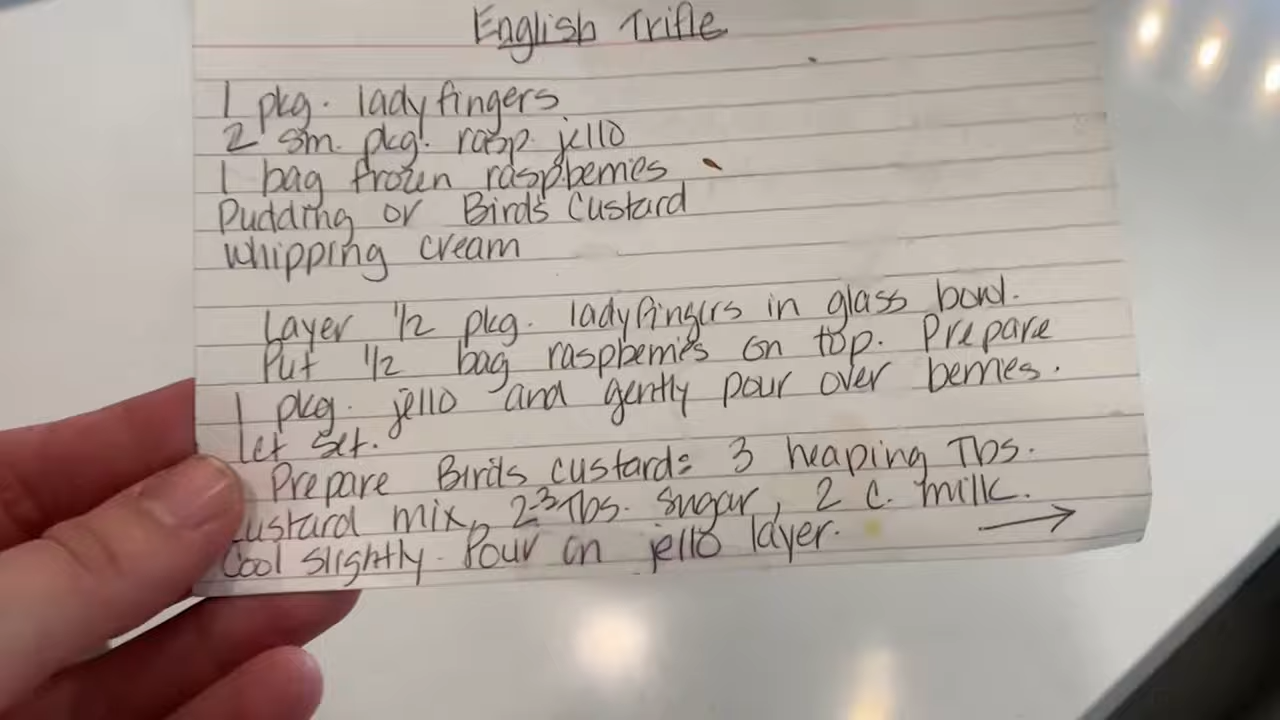 English Trifle
1 pkg. ladyfingers
2 sm. pkg. rasp. jello
1 bag frozen raspberries
Pudding or Birds Custard
Whipping cream
Layer 1/2 pkg. ladyfingers in glass bowl.
Put 1/2 bag raspberries on top. Prepare
1 pkg. jello and gently pour over berries.
Let set.
Prepare Birds custard: 3 heaping Tbs.
custard mix, 2-3 Tbs. sugar, 2 c. milk.
Cool slightly. Pour on jello layer. →